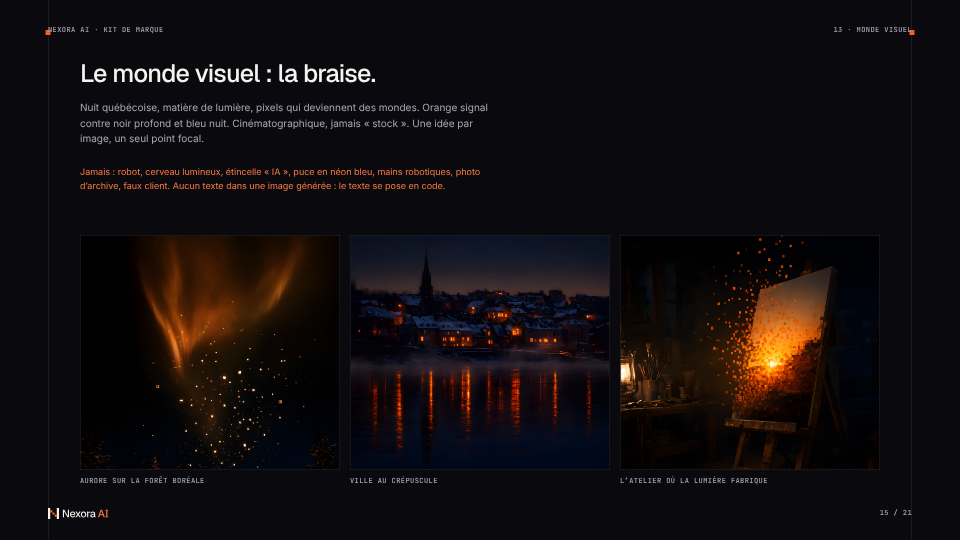 NEXORA AI · KIT DE MARQUE
13 · MONDE VISUEL
Le monde visuel : la braise.
Nuit québécoise, matière de lumière, pixels qui deviennent des mondes. Orange signal
contre noir profond et bleu nuit. Cinématographique, jamais « stock ». Une idée par
image, un seul point focal.
Jamais : robot, cerveau lumineux, étincelle « IA », puce en néon bleu, mains robotiques, photo
d’archive, faux client. Aucun texte dans une image générée : le texte se pose en code.
AURORE SUR LA FORÊT BORÉALE
VILLE AU CRÉPUSCULE
L’ATELIER OÙ LA LUMIÈRE FABRIQUE
Nexora AI
15 / 21